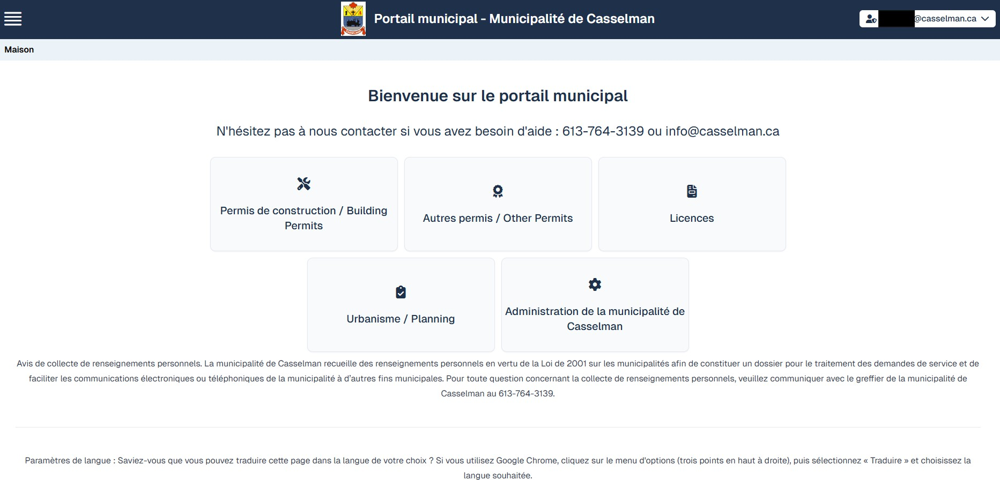 Portail municipal - Municipalité de Casselman
@casselman.ca
Maison
Bienvenue sur le portail municipal
N'hésitez pas à nous contacter si vous avez besoin d'aide : 613-764-3139 ou info@casselman.ca
Permis de construction / Building
Permits
Autres permis / Other Permits
Licences
Urbanisme / Planning
Administration de la municipalité de
Casselman
Avis de collecte de renseignements personnels. La municipalité de Casselman recueille des renseignements personnels en vertu de la Loi de 2001 sur les municipalités afin de constituer un dossier pour le traitement des demandes de service et de
faciliter les communications électroniques ou téléphoniques de la municipalité à d’autres fins municipales. Pour toute question concernant la collecte de renseignements personnels, veuillez communiquer avec le greffier de la municipalité de
Casselman au 613-764-3139.
Paramètres de langue : Saviez-vous que vous pouvez traduire cette page dans la langue de votre choix ? Si vous utilisez Google Chrome, cliquez sur le menu d'options (trois points en haut à droite), puis sélectionnez « Traduire » et choisissez la
langue souhaitée.